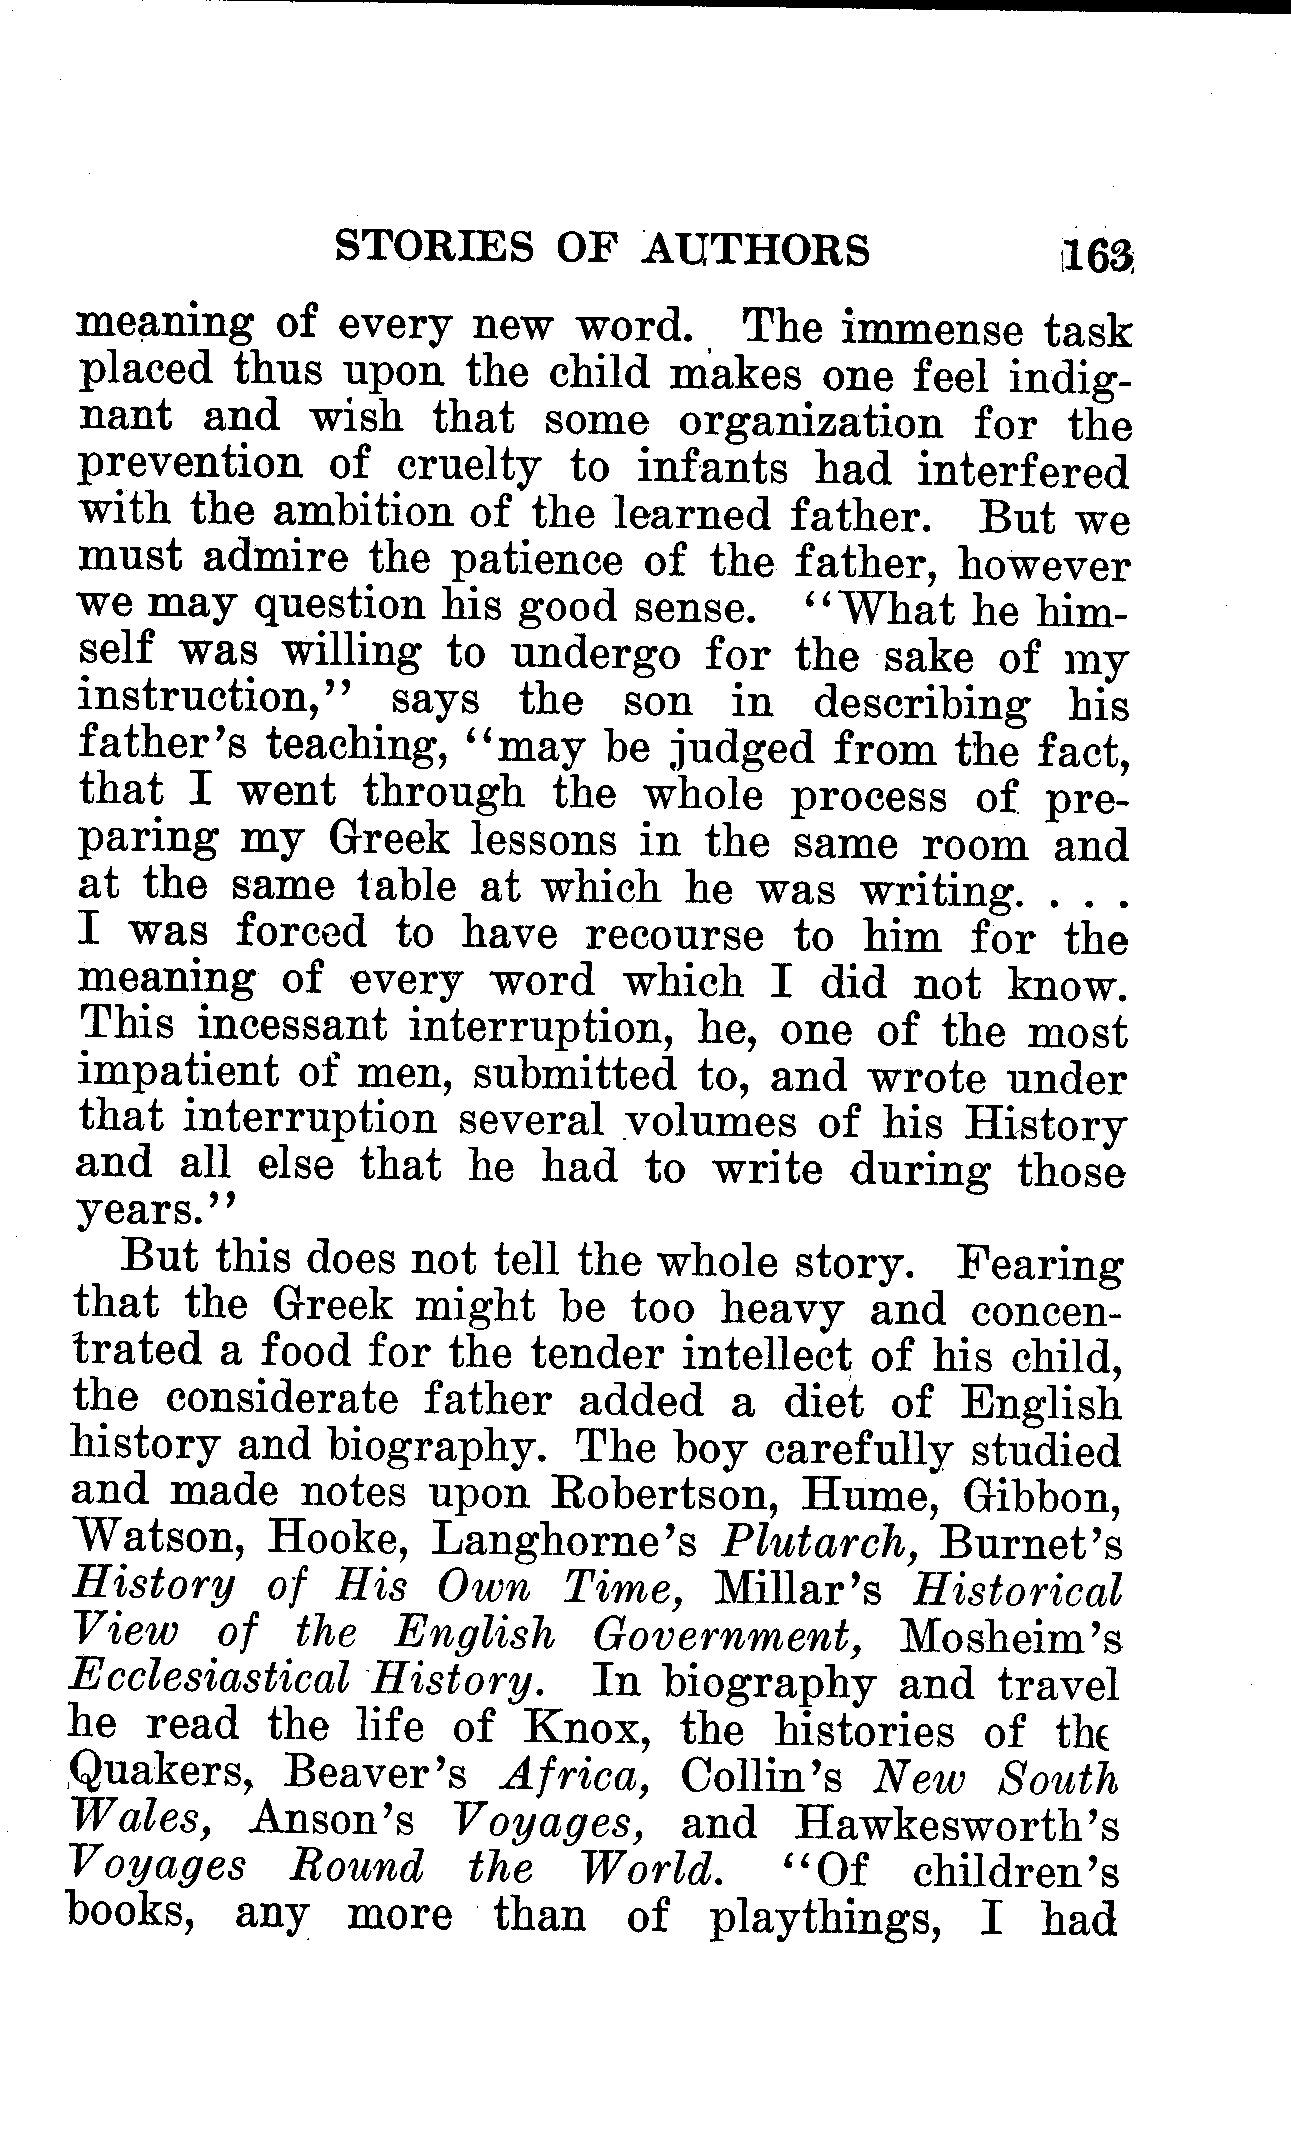 STORIES OF AUTHORS 163
meaning of every new word. The immense task
placed thus upon the child makes one feel indig-
nant and wish that some organization for the
prevention of cruelty to infants had interfered
with the ambition of the learned father. But we
must admire the patience of the father, however
we may question his good sense. “What he him-
self was willing to undergo for the sake of my
instruction,” says the son in describing his
father’s teaching, “may be judged from the fact,
that I went through the whole process of pre-
paring my Greek lessons in the same room and
at the same table at which he was writing. . . .
I was forced to have recourse to him for the
meaning of every word which I did not know.
This incessant interruption, he, one of the most
impatient of men, submitted to, and wrote under
that interruption several volumes of his History
and all else that he had to write during those
years.”
But this does not tell the whole story. Fearing
that the Greek might be too heavy and concen-
trated a food for the tender intellect of his child,
the considerate father added a diet of English
history and biography. The boy carefully studied
and made notes upon Robertson, Hume, Gibbon,
Watson, Hooke, Langhorne’s Plutarch, Burnet’s
History of His Own Time, Millar’s Historical
View of the English Government, Mosheim’s
Ecclesiastical History. In biography and travel
he read the life of Knox, the histories of the
Quakers, Beaver’s Africa, Collin’s New South
Wales, Anson’s Voyages, and Hawkesworth’s
Voyages Round the World. “Of children’s
books, any more than of playthings, I had